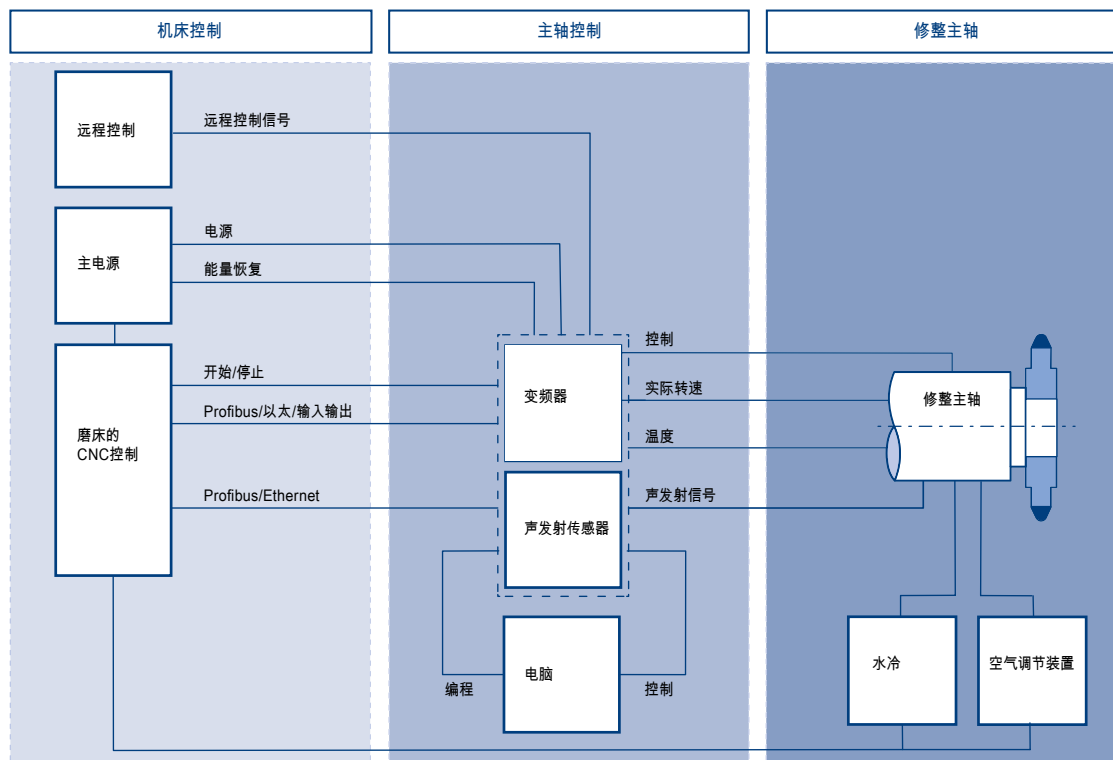 机床控制
主轴控制
修整主轴
远程控制
远程控制信号
主电源
电源
能量恢复
磨床的
CNC控制
开始/停止
Profibus/以太/输入输出
Profibus/Ethernet
变频器
声发射传感器
电脑
编程
控制
控制
实际转速
温度
声发射信号
修整主轴
水冷
空气调节装置